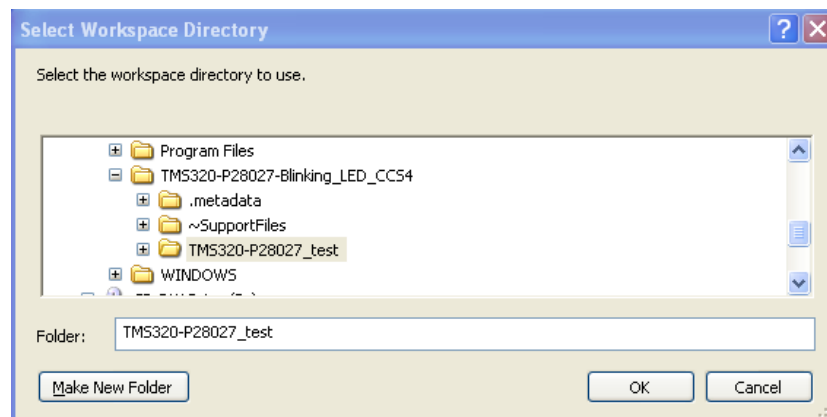 Select Workspace Directory
Select the workspace directory to use.
Program Files
TMS320-P28027-Blinking_LED_CCS4
.metadata
~SupportFiles
TMS320-P28027_test
WINDOWS
Folder: TMS320-P28027_test
Make New Folder OK Cancel